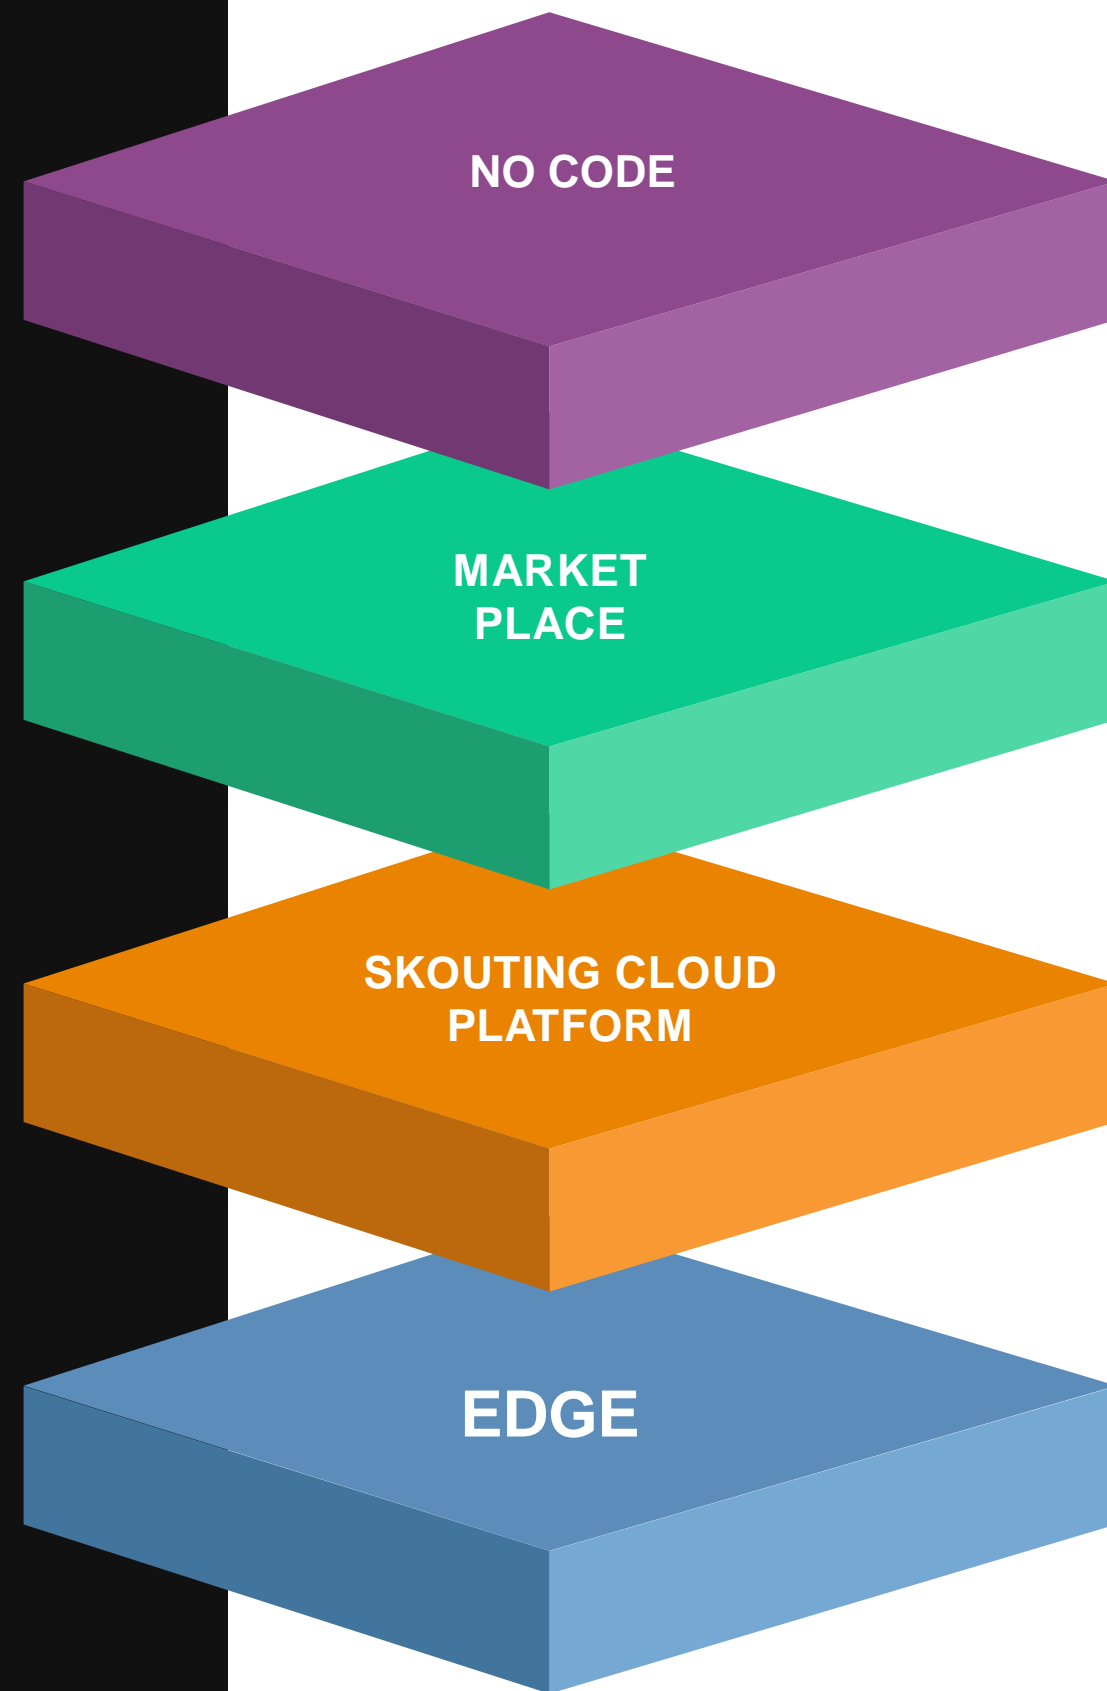 NO CODE
MARKET
PLACE
SKOUTING CLOUD
PLATFORM
EDGE